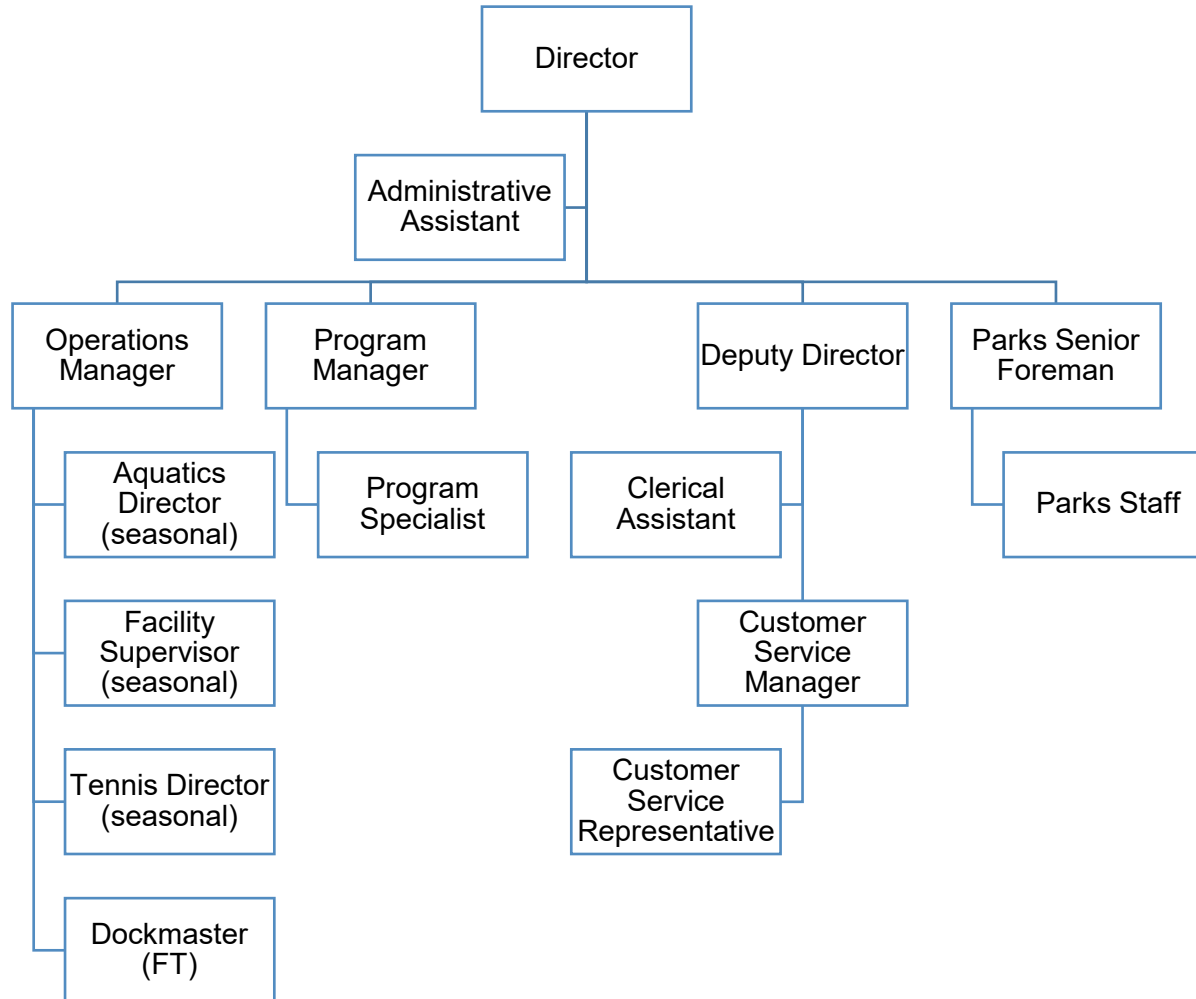 Director
Administrative
Assistant
Operations
Manager
Program
Manager
Deputy Director
Parks Senior
Foreman
Aquatics
Director
(seasonal)
Program
Specialist
Clerical
Assistant
Parks Staff
Facility
Supervisor
(seasonal)
Customer
Service
Manager
Tennis Director
(seasonal)
Customer
Service
Representative
Dockmaster
(FT)